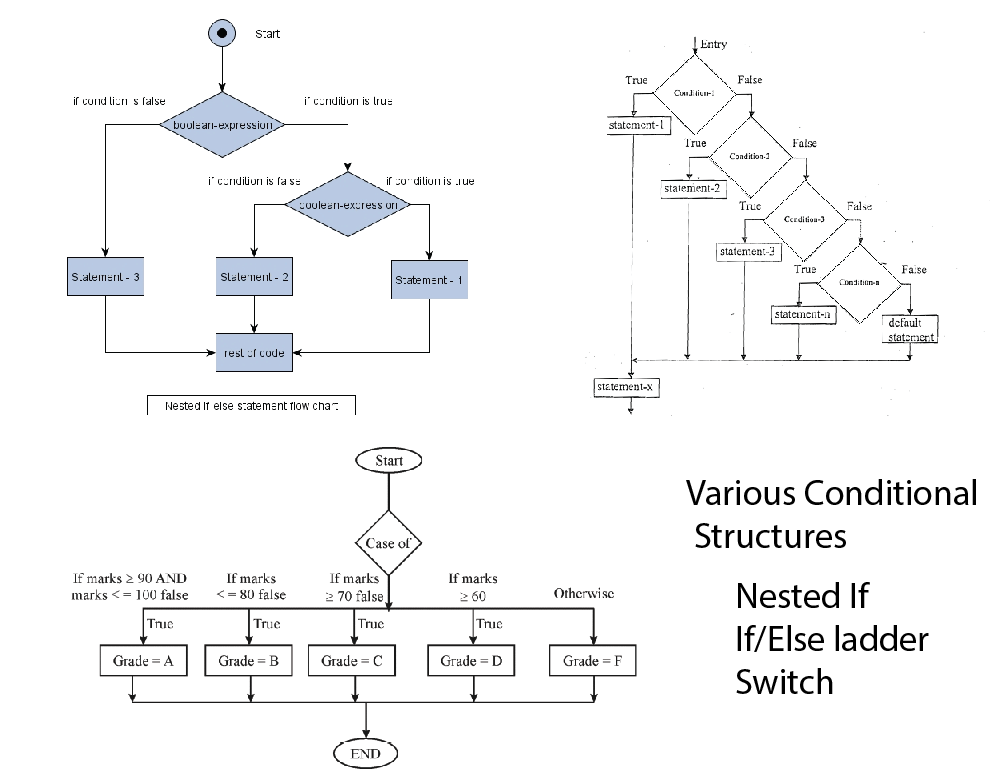 Start
if condition is false
if condition is true
boolean-expression
if condition is false
if condition is true
boolean-expression
Statement - 3
Statement - 2
Statement - 1
rest of code
Nested if else statement flow chart
Entry
True
False
Condition-1
statement-1
True
False
Condition-2
statement-2
True
False
Condition-3
statement-3
True
False
Condition-n
statement-n
default
statement
statement-x
Start
Case of
If marks ≥ 90 AND
marks < = 100 false
If marks
< = 80 false
If marks
≥ 70 false
If marks
≥ 60
Otherwise
True
True
True
True
Grade = A
Grade = B
Grade = C
Grade = D
Grade = F
END
Various Conditional
Structures
Nested If
If/Else ladder
Switch